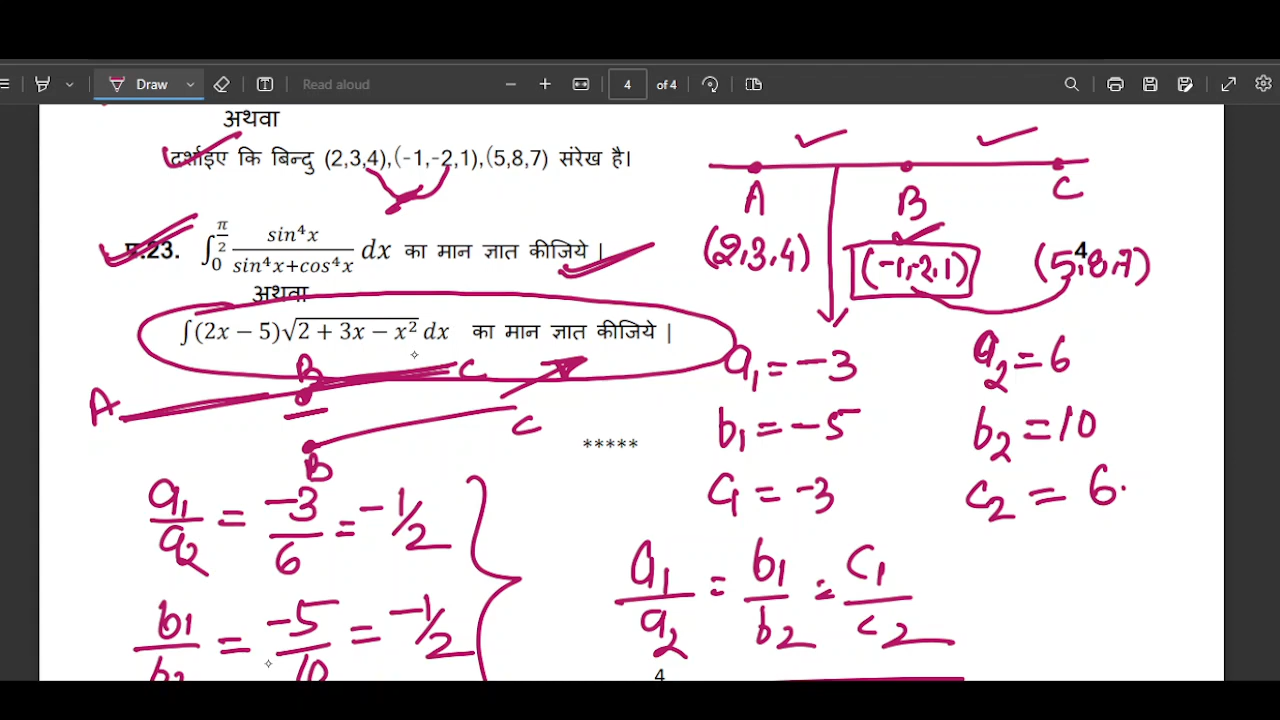 Draw
Read aloud
4 of 4
अथवा
दर्शाइए कि बिन्दु (2,3,4),(−1,−2,1),(5,8,7) संरेख है।
A B C
(2,3,4) (-1,-2,1) (5,8,7)
4
प्र.23. ∫₀^(π/2) sin⁴x / (sin⁴x+cos⁴x) dx का मान ज्ञात कीजिये |
अथवा
∫(2x − 5)√(2 + 3x − x²) dx का मान ज्ञात कीजिये |
a₁ = -3 a₂ = 6
A B C
B C
b₁ = -5 b₂ = 10
*****
c₁ = -3 c₂ = 6.
a₁/a₂ = -3/6 = -1/2
a₁/a₂ = b₁/b₂ = c₁/c₂
b₁/b₂ = -5/10 = -1/2
4